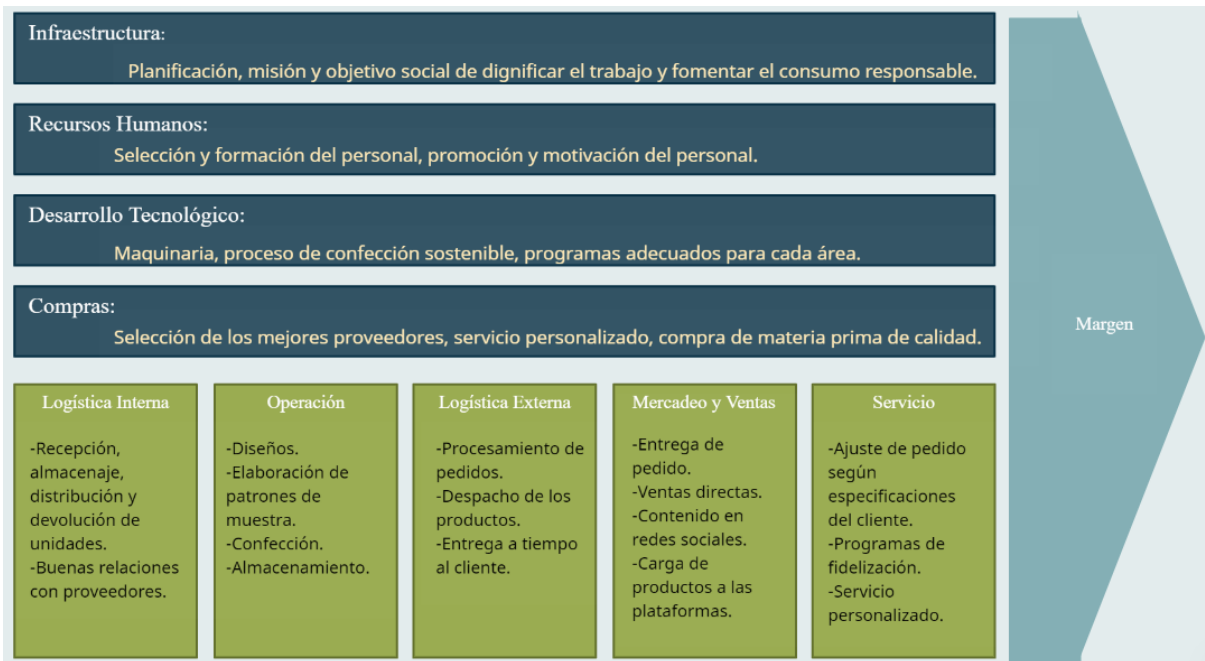 Infraestructura:
Planificación, misión y objetivo social de dignificar el trabajo y fomentar el consumo responsable.
Recursos Humanos:
Selección y formación del personal, promoción y motivación del personal.
Desarrollo Tecnológico:
Maquinaria, proceso de confección sostenible, programas adecuados para cada área.
Compras:
Selección de los mejores proveedores, servicio personalizado, compra de materia prima de calidad.
Margen
Logística Interna
-Recepción,
almacenaje,
distribución y
devolución de
unidades.
-Buenas relaciones
con proveedores.
Operación
-Diseños.
-Elaboración de
patrones de
muestra.
-Confección.
-Almacenamiento.
Logística Externa
-Procesamiento de
pedidos.
-Despacho de los
productos.
-Entrega a tiempo
al cliente.
Mercadeo y Ventas
-Entrega de
pedido.
-Ventas directas.
-Contenido en
redes sociales.
-Carga de
productos a las
plataformas.
Servicio
-Ajuste de pedido
según
especificaciones
del cliente.
-Programas de
fidelización.
-Servicio
personalizado.